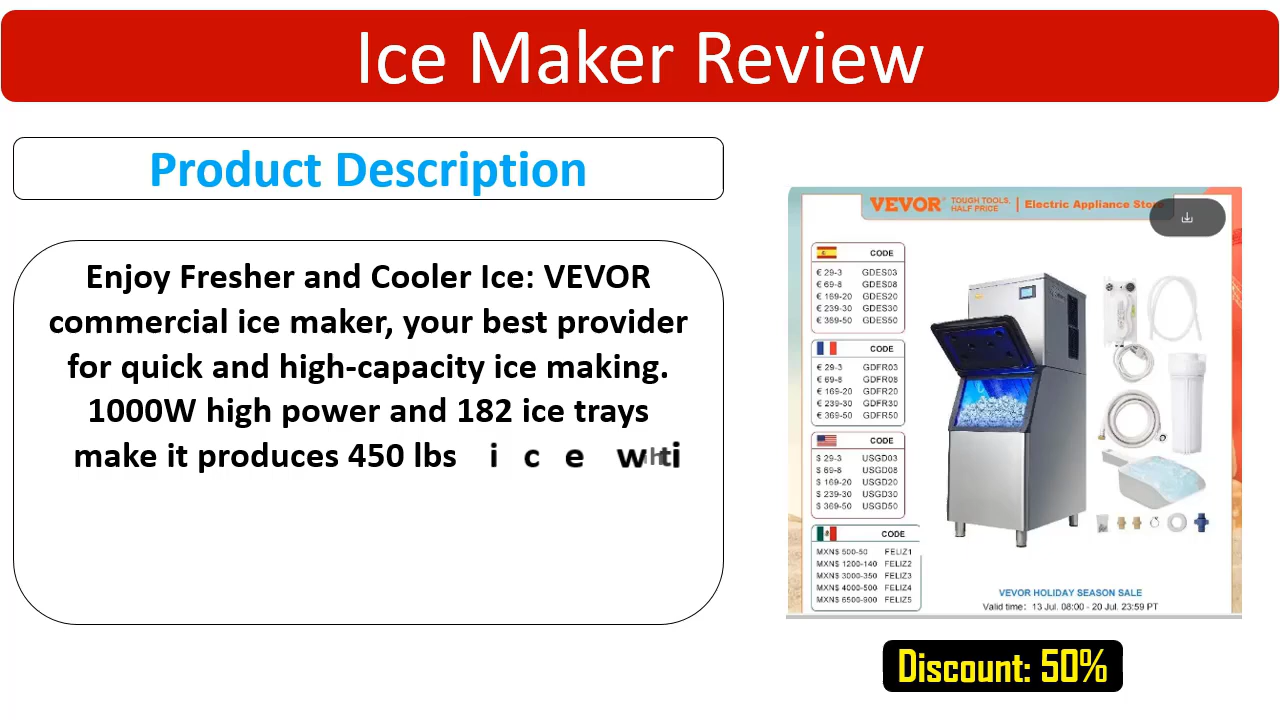 Ice Maker Review
Product Description
Enjoy Fresher and Cooler Ice: VEVOR
commercial ice maker, your best provider
for quick and high-capacity ice making.
1000W high power and 182 ice trays
make it produces 450 lbs ice
VEVOR TOUGH TOOLS, HALF PRICE | Electric Appliance Store
CODE
€ 29-3 GDES03
€ 69-8 GDES08
€ 169-20 GDES20
€ 239-30 GDES30
€ 369-50 GDES50
CODE
€ 29-3 GDFR03
€ 69-8 GDFR08
€ 169-20 GDFR20
€ 239-30 GDFR30
€ 369-50 GDFR50
CODE
$ 29-3 USGD03
$ 69-8 USGD08
$ 169-20 USGD20
$ 239-30 USGD30
$ 369-50 USGD50
CODE
MXN$ 500-50 FELIZ1
MXN$ 1200-140 FELIZ2
MXN$ 3000-350 FELIZ3
MXN$ 4000-500 FELIZ4
MXN$ 6500-900 FELIZ5
VEVOR HOLIDAY SEASON SALE
Valid time: 13 Jul. 08:00 - 20 Jul. 23:59 PT
Discount: 50%